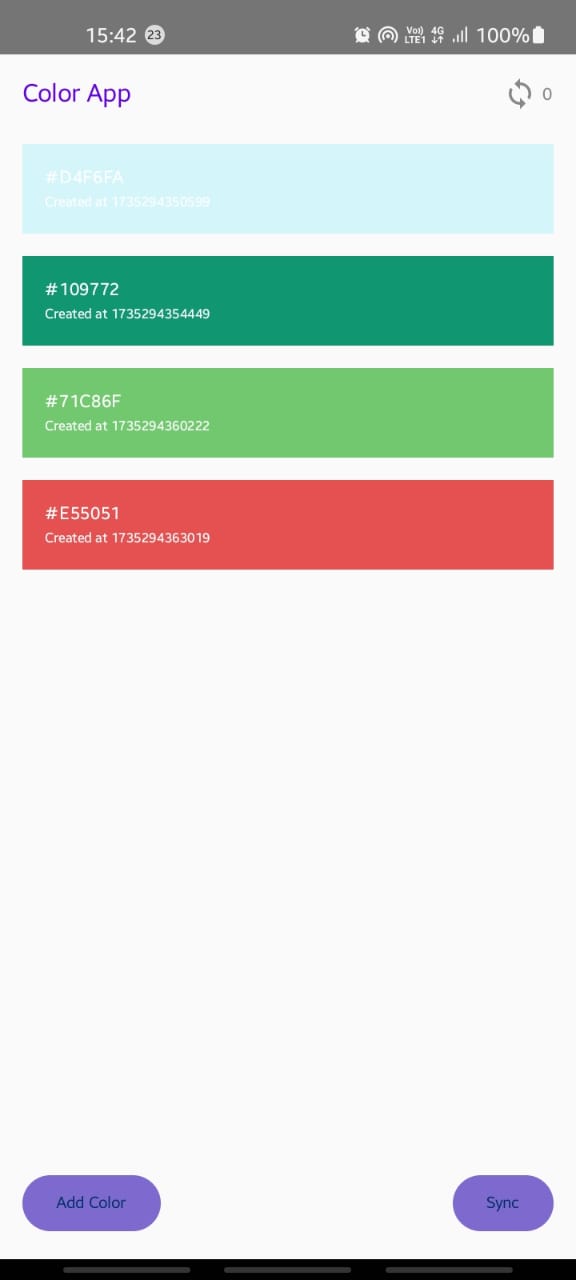 15:42 23 Vo) LTE1 4G 100%
Color App 0
#D4F6FA
Created at 1735294350599
#109772
Created at 1735294354449
#71C86F
Created at 1735294360222
#E55051
Created at 1735294363019
Add Color Sync